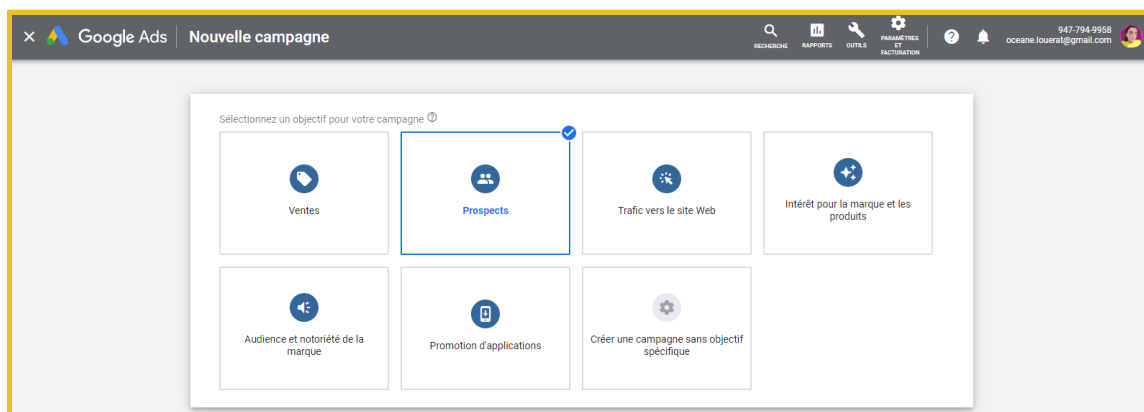 Google Ads
Nouvelle campagne
RECHERCHE
RAPPORTS
OUTILS
PARAMÈTRES
ET
FACTURATION
947-794-9958
oceane.louerat@gmail.com
Sélectionnez un objectif pour votre campagne
Ventes
Prospects
Trafic vers le site Web
Intérêt pour la marque et les
produits
Audience et notoriété de la
marque
Promotion d'applications
Créer une campagne sans objectif
spécifique